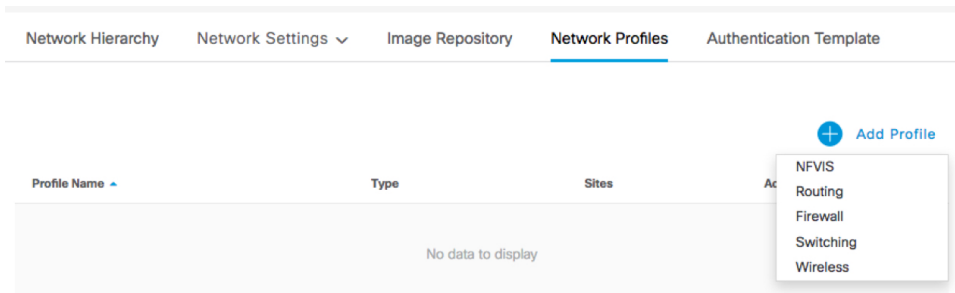 Network Hierarchy Network Settings Image Repository Network Profiles Authentication Template
Add Profile
NFVIS
Profile Name Type Sites Ac
Routing
Firewall
Switching
No data to display
Wireless